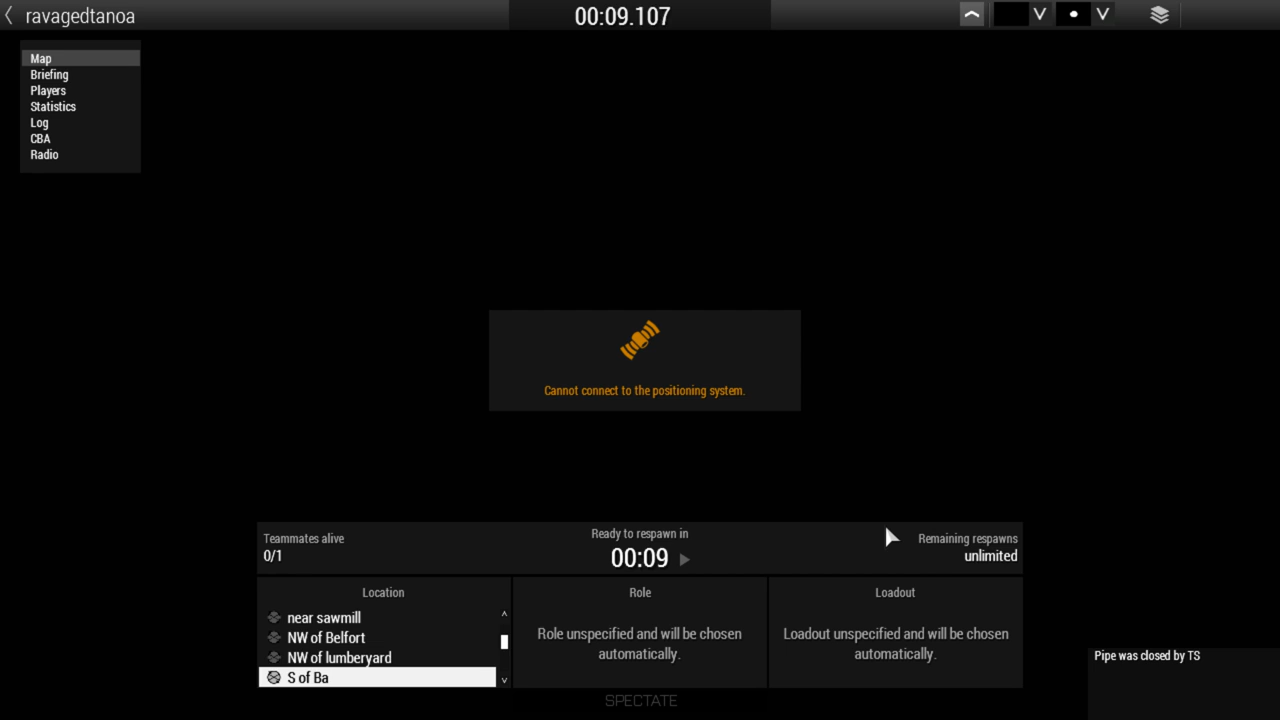 ravagedtanoa
00:09.107
Map
Briefing
Players
Statistics
Log
CBA
Radio
Cannot connect to the positioning system.
Teammates alive
0/1
Ready to respawn in
00:09
Remaining respawns
unlimited
Location
near sawmill
NW of Belfort
NW of lumberyard
S of Ba
Role
Role unspecified and will be chosen
automatically.
Loadout
Loadout unspecified and will be chosen
automatically.
Pipe was closed by TS
SPECTATE